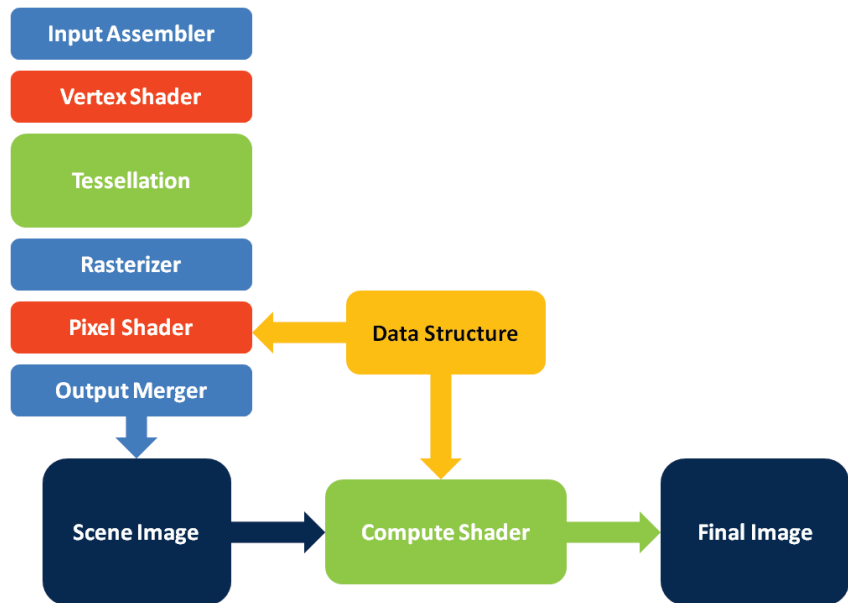 Input Assembler
Vertex Shader
Tessellation
Rasterizer
Pixel Shader
Data Structure
Output Merger
Scene Image
Compute Shader
Final Image